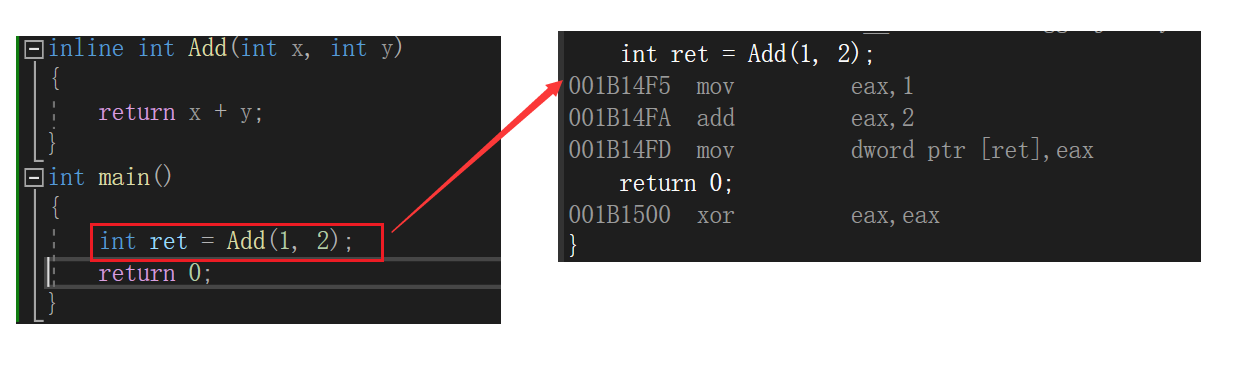 inline int Add(int x, int y)
{
return x + y;
}
int main()
{
int ret = Add(1, 2);
return 0;
}
int ret = Add(1, 2);
001B14F5 mov eax,1
001B14FA add eax,2
001B14FD mov dword ptr [ret],eax
return 0;
001B1500 xor eax,eax
}